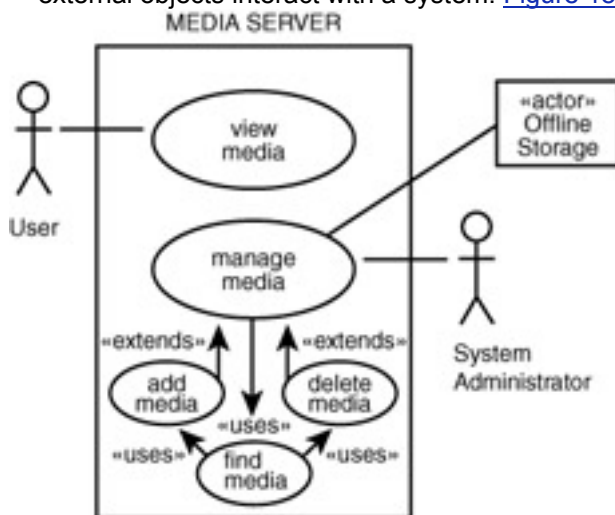 external objects interact with a system. Figure 18
MEDIA SERVER
view
media
«actor»
Offline
Storage
User
manage
media
«extends»
«extends»
System
Administrator
add
media
delete
media
«uses»
«uses»
«uses»
find
media